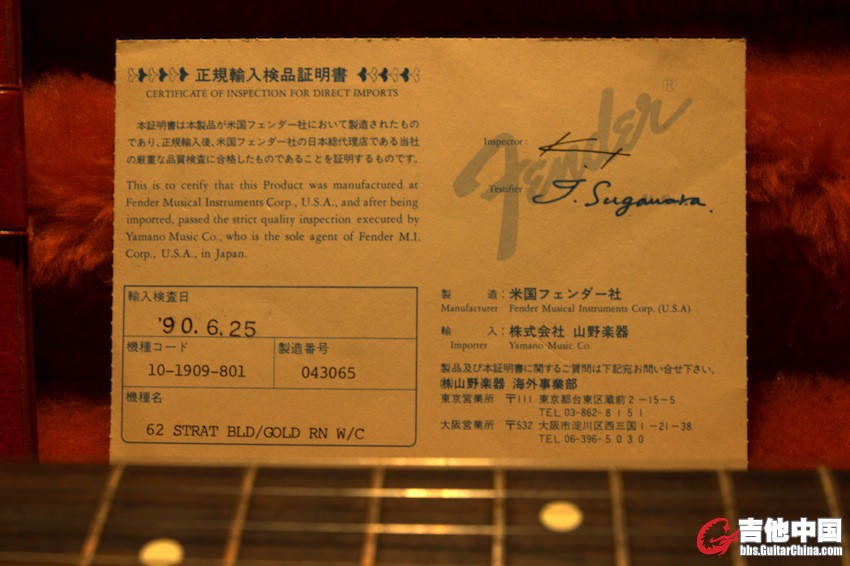 正規輸入検品証明書
CERTIFICATE OF INSPECTION FOR DIRECT IMPORTS
本証明書は本製品が米国フェンダー社において製造されたもの
であり、正規輸入後、米国フェンダー社の日本総代理店である当社
の厳重な品質検査に合格したものであることを証明するものです。
This is to cerify that this Product was manufactured at
Fender Musical Instruments Corp., U.S.A., and after being
imported, passed the strict quality inspection executed by
Yamano Music Co., who is the sole agent of Fender M.I.
Corp., U.S.A., in Japan.
輸入検査日
'90.6.25
機種コード
10-1909-801
製造番号
043065
機種名
62 STRAT BLD/GOLD RN W/C
Fender ®
Inspector:
Testifier: J. Sugawara.
製 造:米国フェンダー社
Manufacturer Fender Musical Instruments Corp. (U.S.A)
輸 入:株式会社 山野楽器
Importer Yamano Music Co.
製品及び本証明書に関するご質問は下記宛お問い合せ下さい。
㈱山野楽器 海外事業部
東京営業所 〒111 東京都台東区蔵前2-15-5
TEL 03-862-8151
大阪営業所 〒532 大阪市淀川区西三国1-21-38
TEL 06-396-5030
吉他中国
bbs.GuitarChina.com